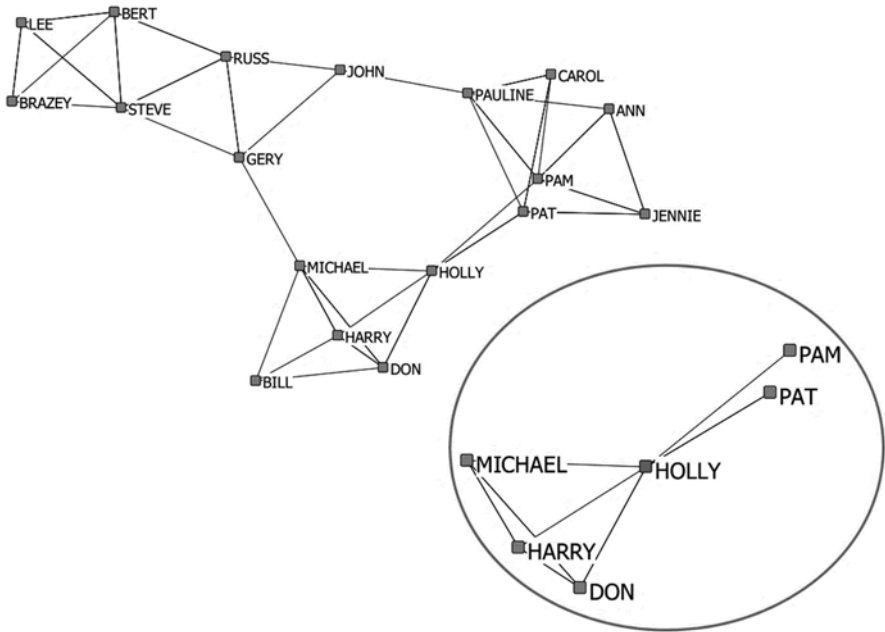 LEE
BERT
RUSS
JOHN
CAROL
PAULINE
BRAZEY
STEVE
ANN
GERY
PAM
PAT
JENNIE
MICHAEL
HOLLY
HARRY
DON
BILL
PAM
PAT
MICHAEL
HOLLY
HARRY
DON